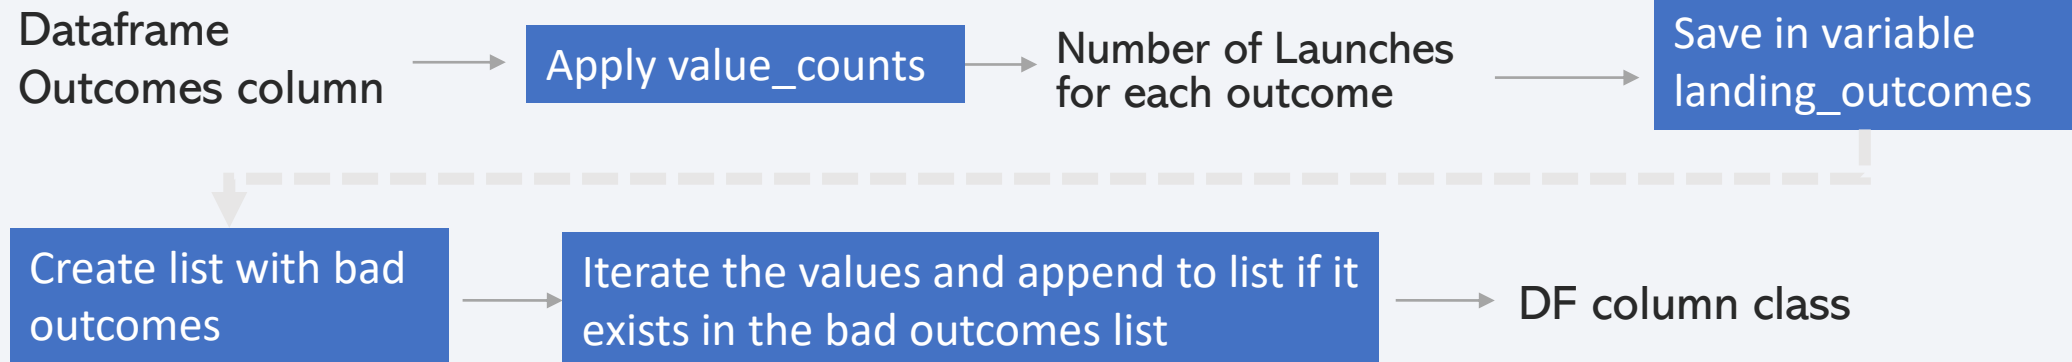 Dataframe
Outcomes column
Apply value_counts
Number of Launches
for each outcome
Save in variable
landing_outcomes
Create list with bad
outcomes
Iterate the values and append to list if it
exists in the bad outcomes list
DF column class